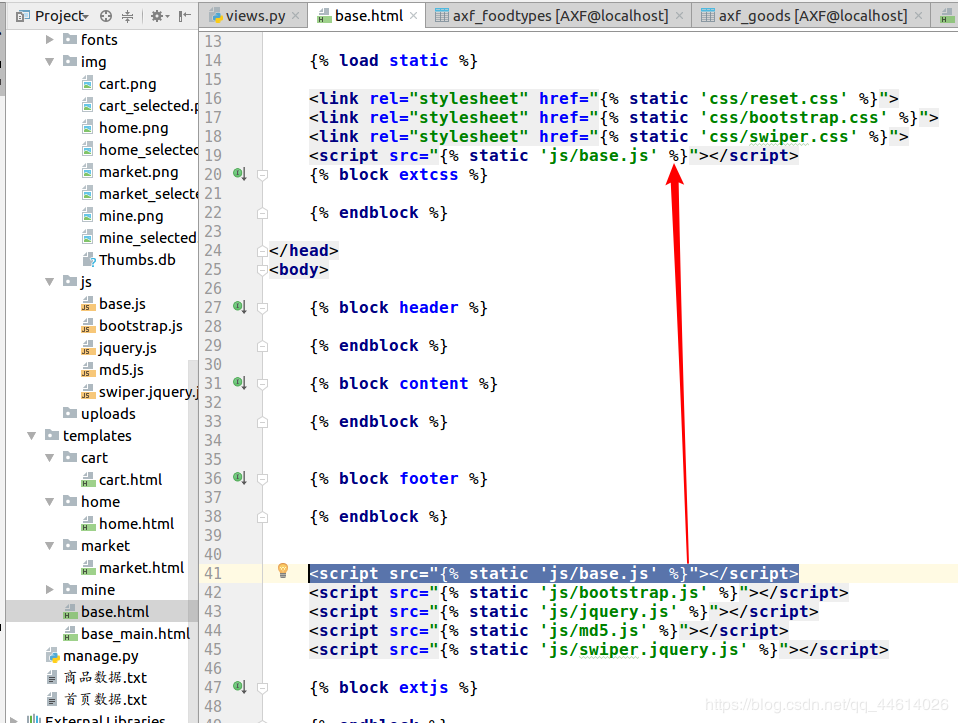 Project
views.py
base.html
axf_foodtypes [AXF@localhost]
axf_goods [AXF@localhost]
fonts
img
cart.png
cart_selected.p
home.png
home_selected
market.png
market_selecte
mine.png
mine_selected
Thumbs.db
js
base.js
bootstrap.js
jquery.js
md5.js
swiper.jquery.j
uploads
templates
cart
cart.html
home
home.html
market
market.html
mine
base.html
base_main.html
manage.py
商品数据.txt
首页数据.txt
External Libraries
13
14 {% load static %}
15
16 <link rel="stylesheet" href="{% static 'css/reset.css' %}">
17 <link rel="stylesheet" href="{% static 'css/bootstrap.css' %}">
18 <link rel="stylesheet" href="{% static 'css/swiper.css' %}">
19 <script src="{% static 'js/base.js' %}"></script>
20 {% block extcss %}
21
22 {% endblock %}
23
24 </head>
25 <body>
26
27 {% block header %}
28
29 {% endblock %}
30
31 {% block content %}
32
33 {% endblock %}
34
35
36 {% block footer %}
37
38 {% endblock %}
39
40
41 <script src="{% static 'js/base.js' %}"></script>
42 <script src="{% static 'js/bootstrap.js' %}"></script>
43 <script src="{% static 'js/jquery.js' %}"></script>
44 <script src="{% static 'js/md5.js' %}"></script>
45 <script src="{% static 'js/swiper.jquery.js' %}"></script>
46
47 {% block extjs %}
48
{% endblock %}
https://blog.csdn.net/qq_44614026